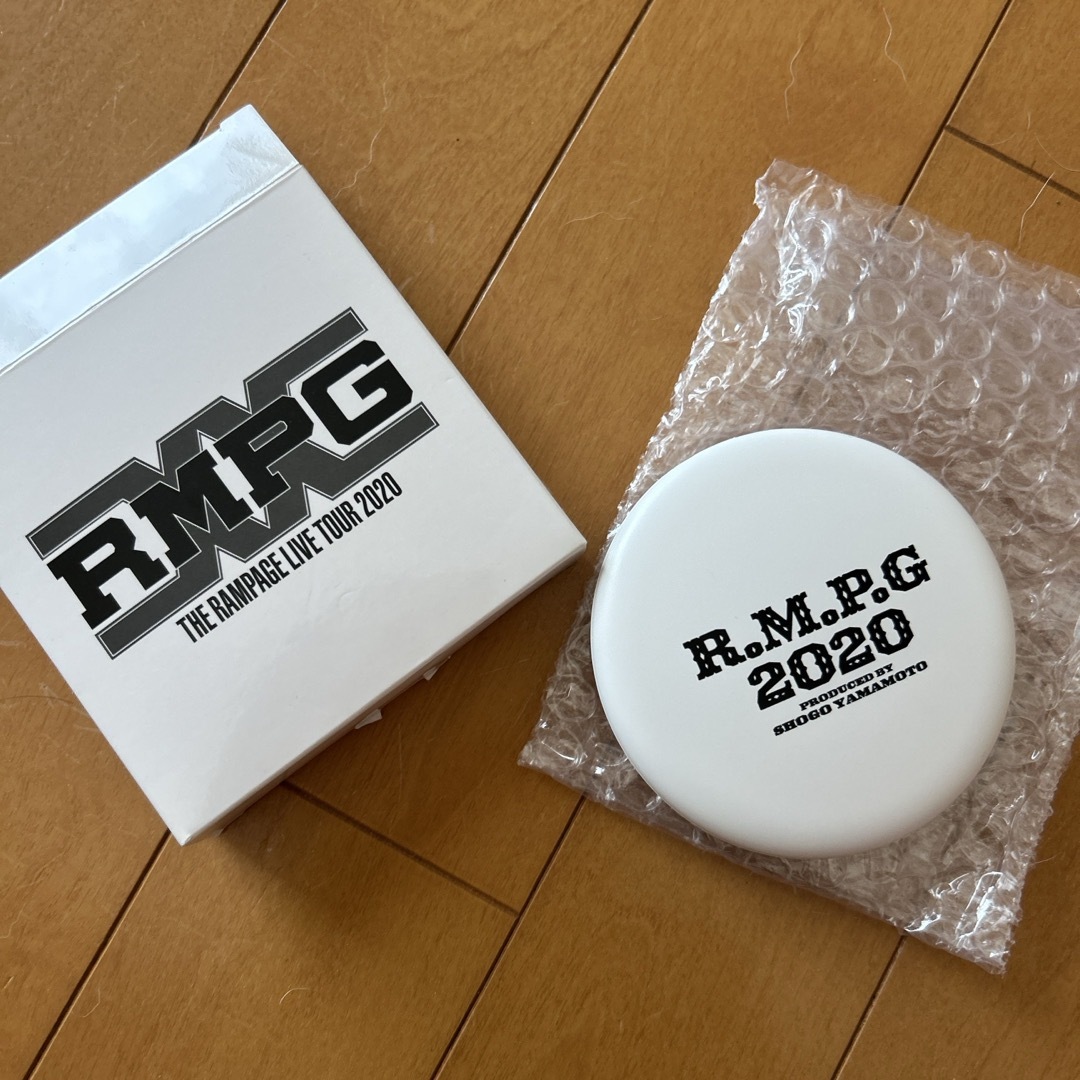 RMPG
THE RAMPAGE LIVE TOUR 2020
R.M.P.G
2020
PRODUCED BY
SHOGO YAMAMOTO